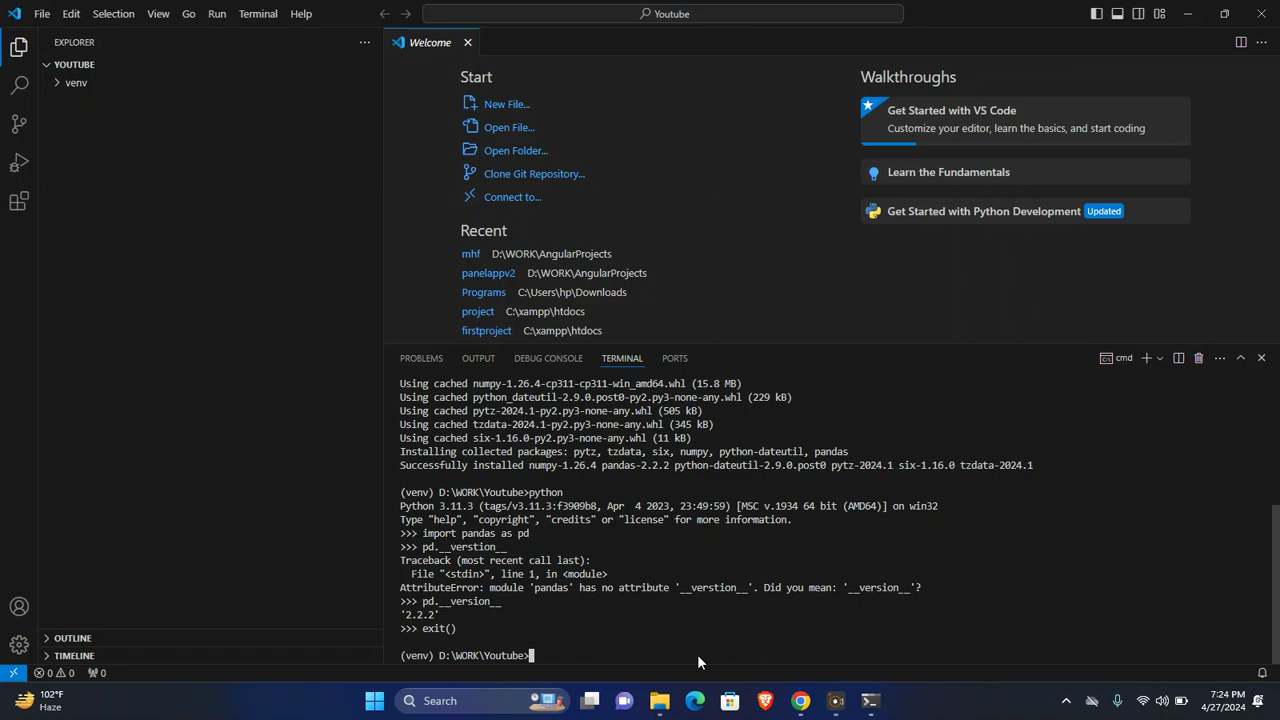 File Edit Selection View Go Run Terminal Help
Youtube
EXPLORER
YOUTUBE
venv
OUTLINE
TIMELINE
Welcome
Start
New File...
Open File...
Open Folder...
Clone Git Repository...
Connect to...
Recent
mhf D:\WORK\AngularProjects
panelappv2 D:\WORK\AngularProjects
Programs C:\Users\hp\Downloads
project C:\xampp\htdocs
firstproject C:\xampp\htdocs
Walkthroughs
Get Started with VS Code
Customize your editor, learn the basics, and start coding
Learn the Fundamentals
Get Started with Python Development Updated
PROBLEMS OUTPUT DEBUG CONSOLE TERMINAL PORTS
cmd
Using cached numpy-1.26.4-cp311-cp311-win_amd64.whl (15.8 MB)
Using cached python_dateutil-2.9.0.post0-py2.py3-none-any.whl (229 kB)
Using cached pytz-2024.1-py2.py3-none-any.whl (505 kB)
Using cached tzdata-2024.1-py2.py3-none-any.whl (345 kB)
Using cached six-1.16.0-py2.py3-none-any.whl (11 kB)
Installing collected packages: pytz, tzdata, six, numpy, python-dateutil, pandas
Successfully installed numpy-1.26.4 pandas-2.2.2 python-dateutil-2.9.0.post0 pytz-2024.1 six-1.16.0 tzdata-2024.1
(venv) D:\WORK\Youtube>python
Python 3.11.3 (tags/v3.11.3:f3909b8, Apr  4 2023, 23:49:59) [MSC v.1934 64 bit (AMD64)] on win32
Type "help", "copyright", "credits" or "license" for more information.
>>> import pandas as pd
>>> pd.__verstion__
Traceback (most recent call last):
File "<stdin>", line 1, in <module>
AttributeError: module 'pandas' has no attribute '__verstion__'. Did you mean: '__version__'?
>>> pd.__version__
'2.2.2'
>>> exit()
(venv) D:\WORK\Youtube>
0 0 0
102°F
Haze
Search
7:24 PM
4/27/2024